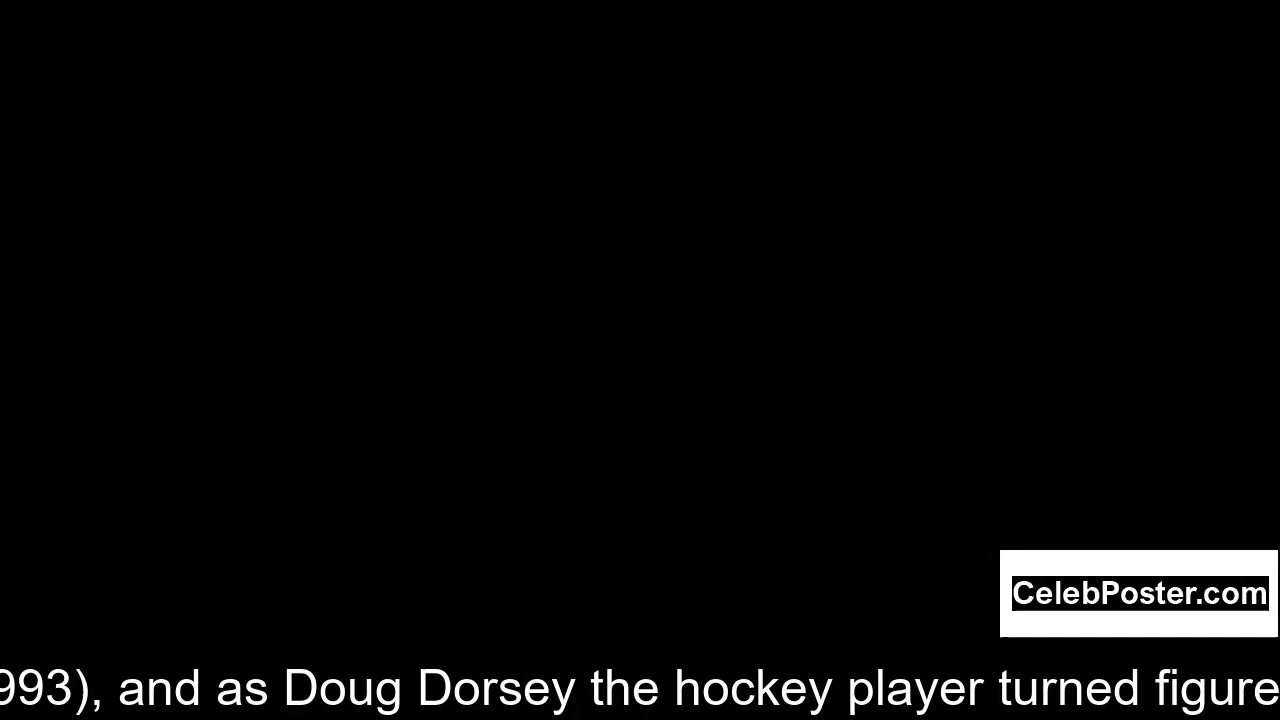 CelebPoster.com
993), and as Doug Dorsey the hockey player turned figure